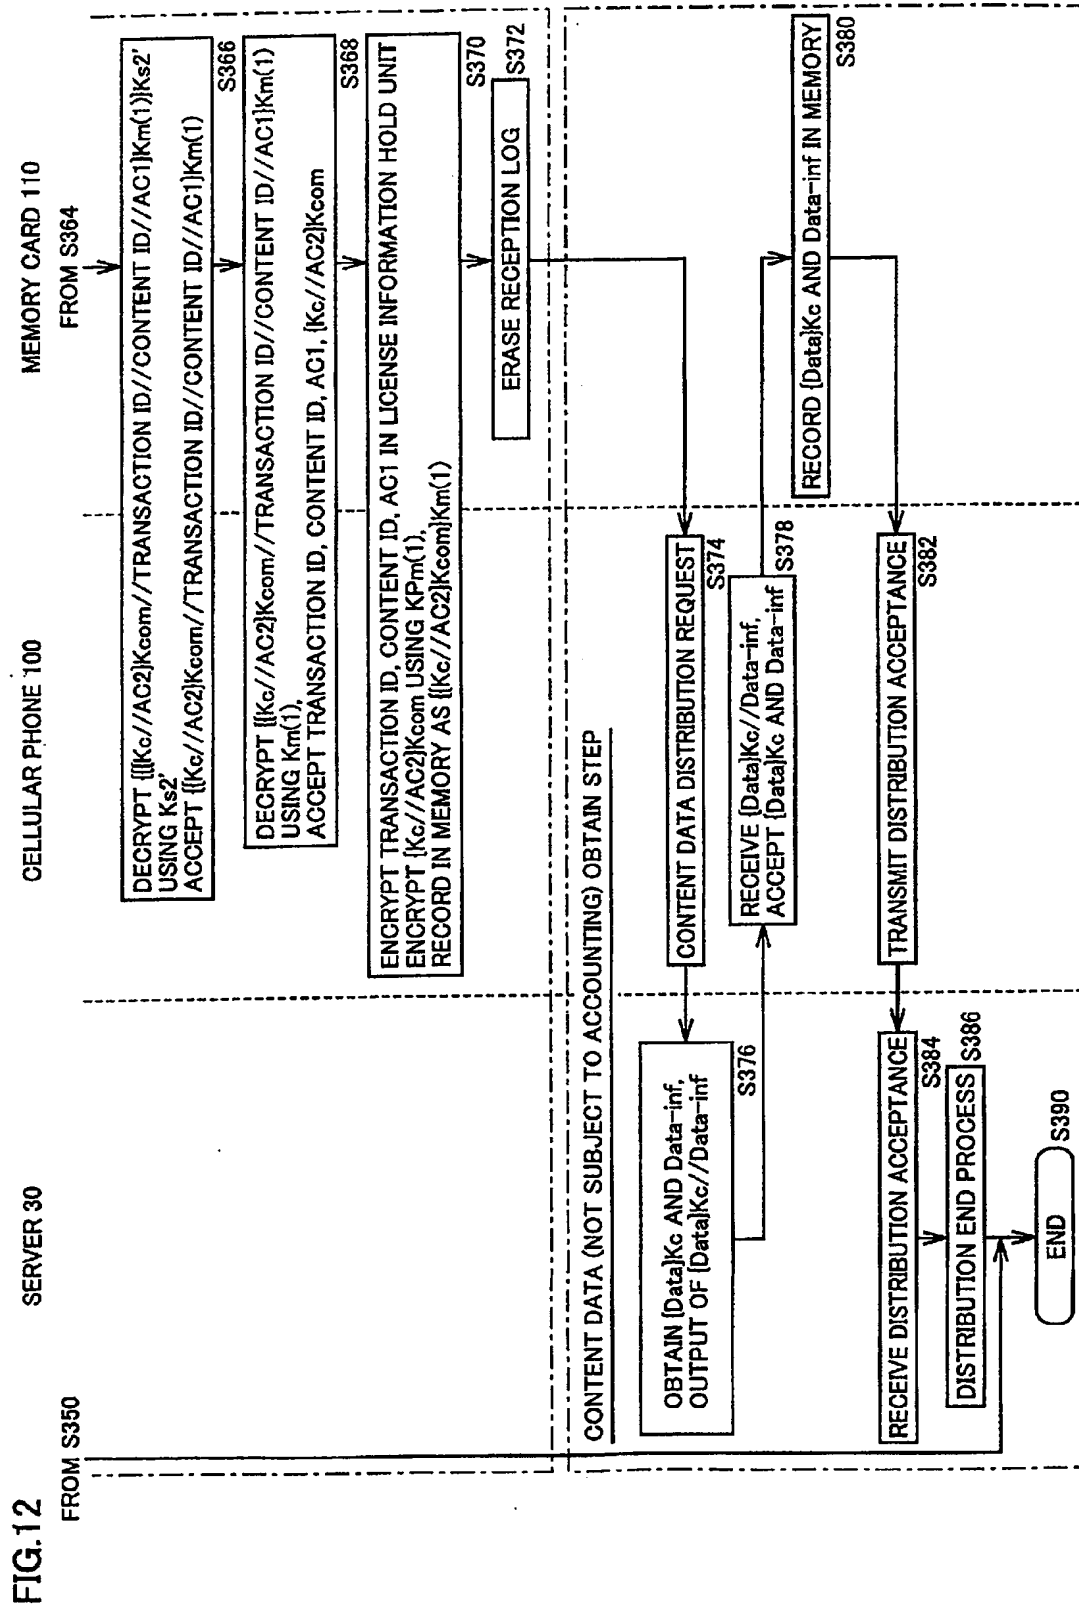 FIG.12
FROM S350
SERVER 30
CELLULAR PHONE 100
MEMORY CARD 110
FROM S364
DECRYPT {{{Kc//AC2}Kcom//TRANSACTION ID//CONTENT ID//AC1}Km(1)}Ks2'
USING Ks2'
ACCEPT {{Kc//AC2}Kcom//TRANSACTION ID//CONTENT ID//AC1}Km(1)
S366
DECRYPT {{Kc//AC2}Kcom//TRANSACTION ID//CONTENT ID//AC1}Km(1)
USING Km(1),
ACCEPT TRANSACTION ID, CONTENT ID, AC1, {Kc//AC2}Kcom
S368
ENCRYPT TRANSACTION ID, CONTENT ID, AC1 IN LICENSE INFORMATION HOLD UNIT
ENCRYPT {Kc//AC2}Kcom USING KPm(1),
RECORD IN MEMORY AS {{Kc//AC2}Kcom}Km(1)
S370
ERASE RECEPTION LOG
S372
CONTENT DATA (NOT SUBJECT TO ACCOUNTING) OBTAIN STEP
CONTENT DATA DISTRIBUTION REQUEST
S374
OBTAIN {Data}Kc AND Data-inf,
OUTPUT OF {Data}Kc//Data-inf
S376
RECEIVE {Data}Kc//Data-inf,
ACCEPT {Data}Kc AND Data-inf
S378
RECORD {Data}Kc AND Data-inf IN MEMORY
S380
TRANSMIT DISTRIBUTION ACCEPTANCE
S382
RECEIVE DISTRIBUTION ACCEPTANCE
S384
DISTRIBUTION END PROCESS
S386
END
S390